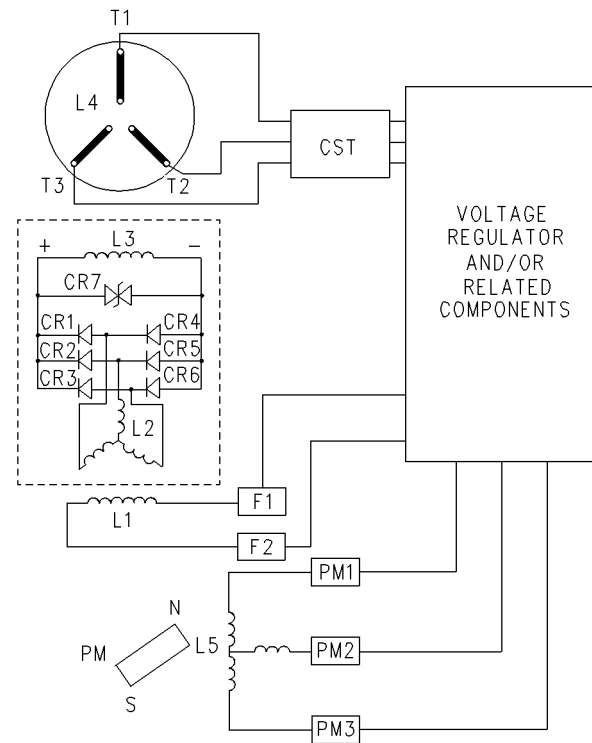 T1
L4
T3
T2
CST
VOLTAGE
REGULATOR
AND/OR
RELATED
COMPONENTS
+
L3
−
CR7
CR1
CR4
CR2
CR5
CR3
CR6
L2
L1
F1
F2
PM1
N
PM
L5
PM2
S
PM3